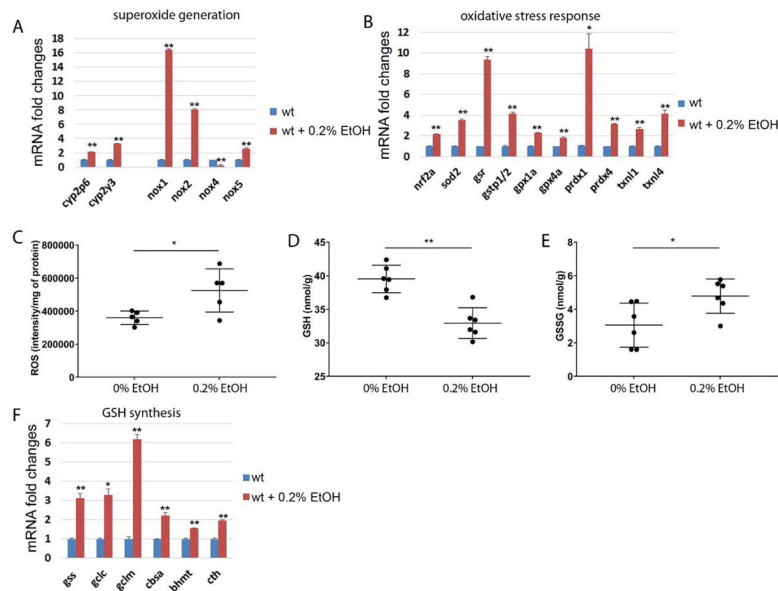 A
superoxide generation
mRNA fold changes
18
16
14
12
10
8
6
4
2
0
**
**
**
**
**
**
cyp2p6
cyp2y3
nox1
nox2
nox4
nox5
wt
wt + 0.2% EtOH
B
oxidative stress response
mRNA fold changes
12
10
8
6
4
2
0
**
**
**
**
**
**
*
**
**
**
nrf2a
sod2
gsr
gstp1/2
gpx1a
gpx4a
prdx1
prdx4
txnl1
txnl4
wt
wt + 0.2% EtOH
C
ROS (intensity/mg of protein)
800000
600000
400000
200000
0
*
0% EtOH
0.2% EtOH
D
GSH (nmol/g)
45
40
35
30
25
**
0% EtOH
0.2% EtOH
E
GSSG (nmol/g)
8
6
4
2
0
*
0% EtOH
0.2% EtOH
F
GSH synthesis
mRNA fold changes
7
6
5
4
3
2
1
0
**
*
**
**
**
**
gss
gclc
gclm
cbsa
bhmt
cth
wt
wt + 0.2% EtOH